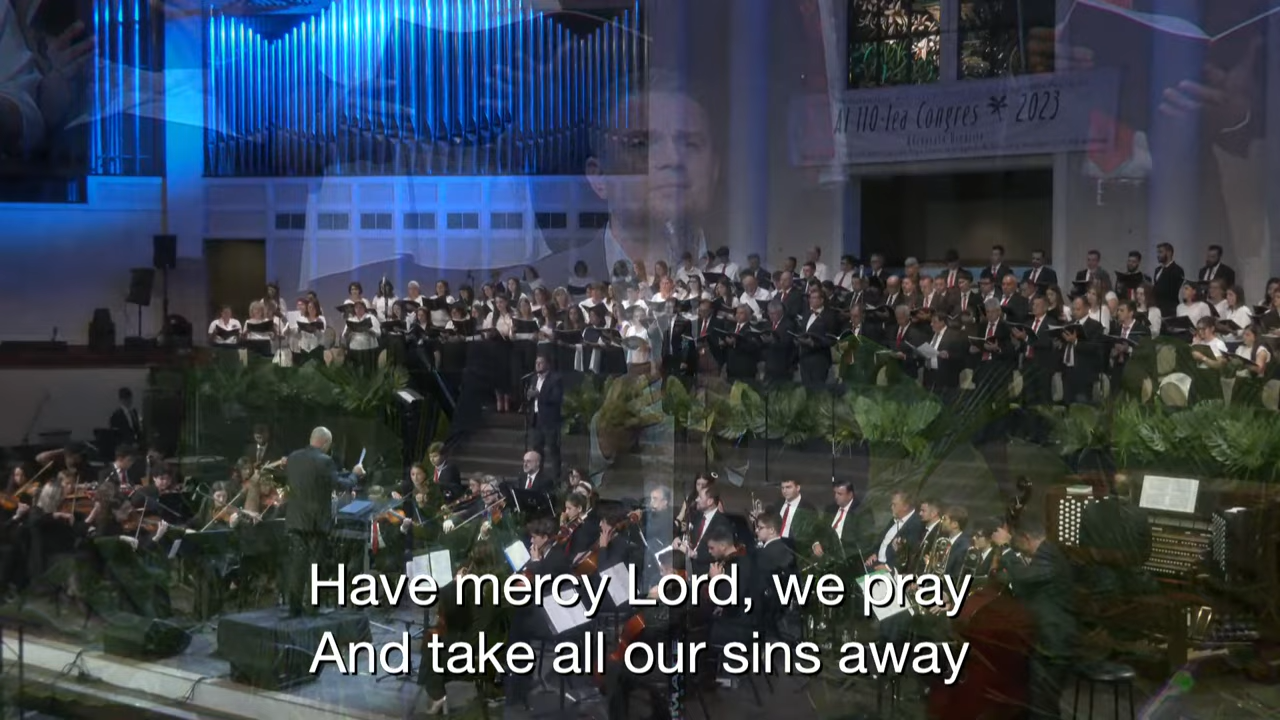 Al 110-lea Congres * 2023
Have mercy Lord, we pray
And take all our sins away